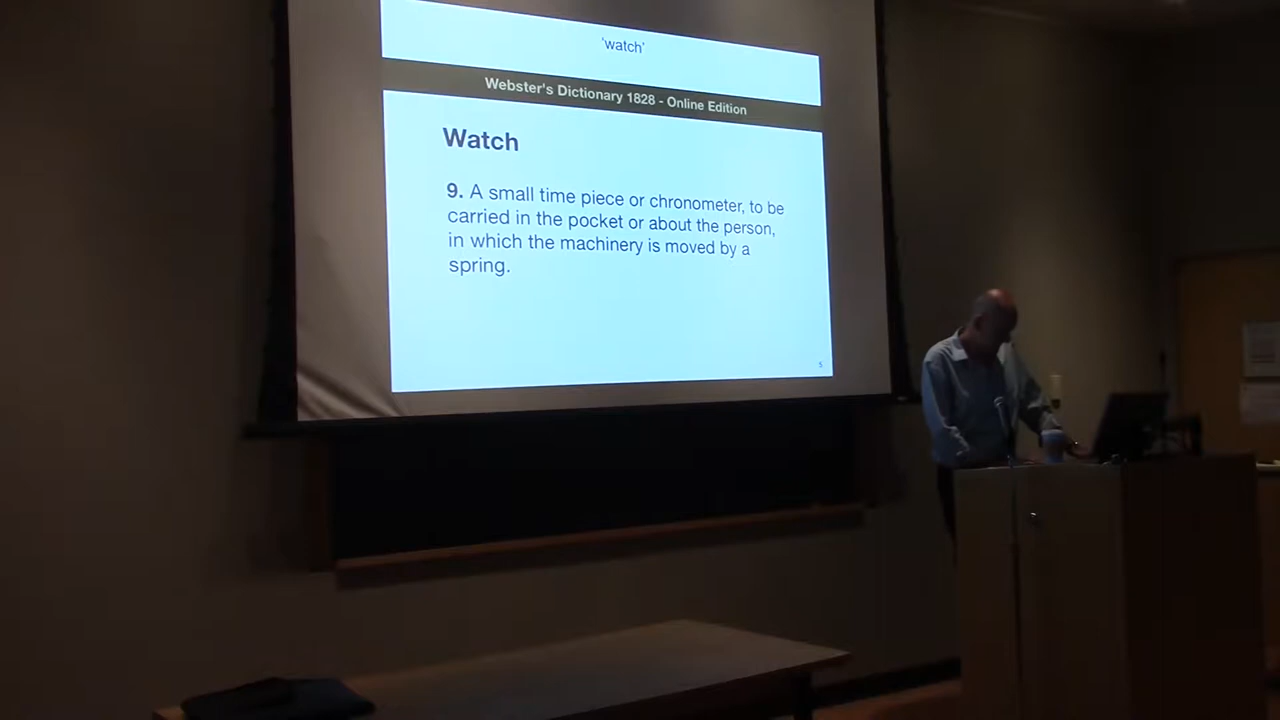 'watch'
Webster's Dictionary 1828 - Online Edition
Watch
9. A small time piece or chronometer, to be
carried in the pocket or about the person,
in which the machinery is moved by a
spring.
5